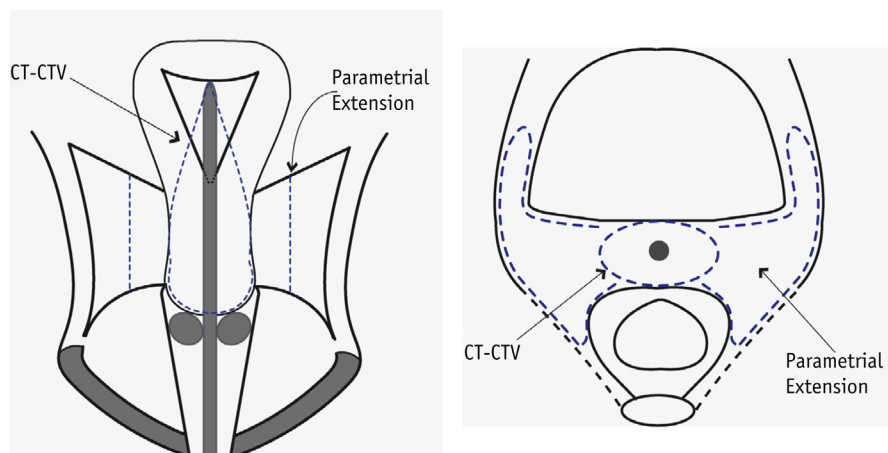 CT-CTV
Parametrial
Extension
CT-CTV
Parametrial
Extension